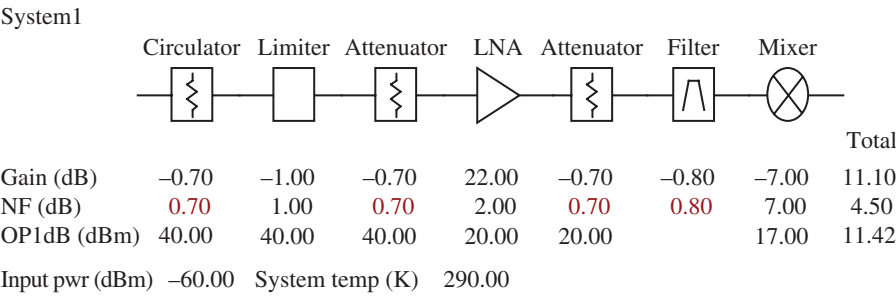 System1
Circulator Limiter Attenuator LNA Attenuator Filter Mixer
Total
Gain (dB) –0.70 –1.00 –0.70 22.00 –0.70 –0.80 –7.00 11.10
NF (dB) 0.70 1.00 0.70 2.00 0.70 0.80 7.00 4.50
OP1dB (dBm) 40.00 40.00 40.00 20.00 20.00 17.00 11.42
Input pwr (dBm) –60.00 System temp (K) 290.00